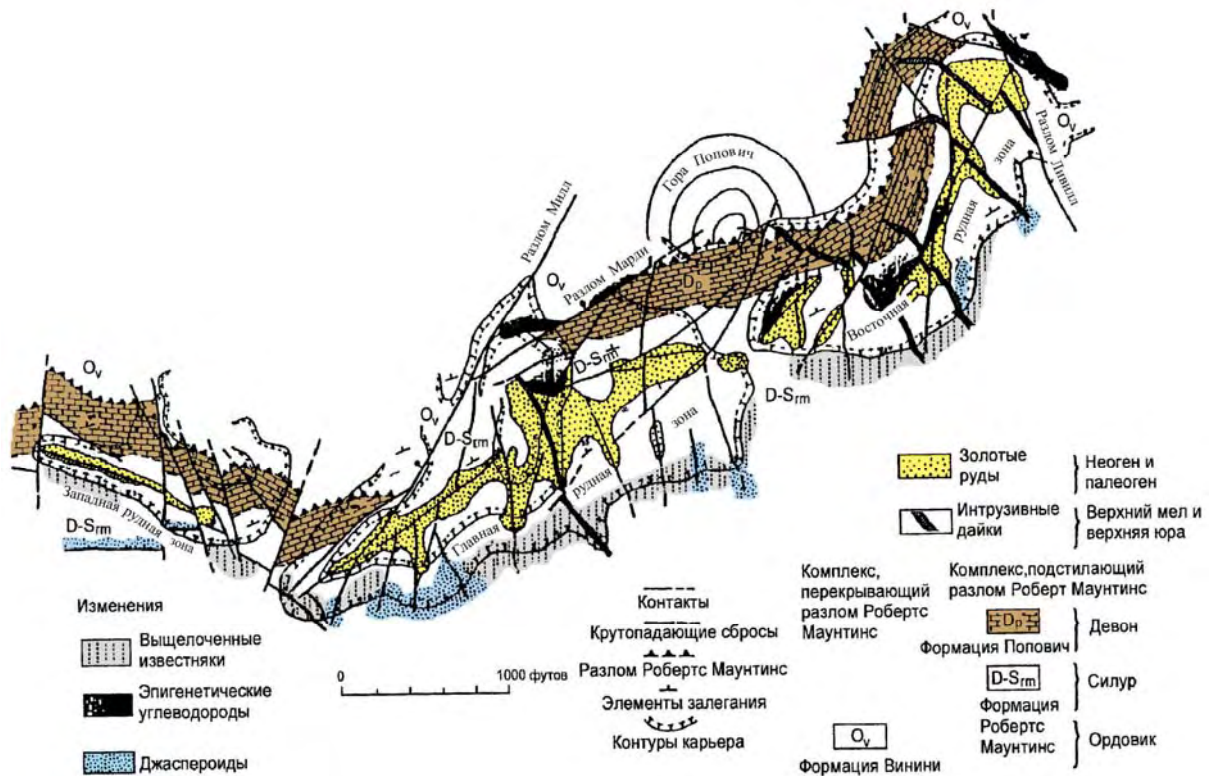 Oᵥ
Oᵥ
Разлом Ливилл
Гора Попович
зона
рудная
Разлом Милл
Oᵥ
Разлом Марди
Dp
Восточная
D-Srm
Oᵥ
D-Srm
Oᵥ
D-Srm
зона
рудная
Главная
Западная рудная зона
D-Srm
Изменения
Выщелоченные
известняки
Эпигенетические
углеводороды
Джаспероиды
0 1000 футов
Контакты
Крутопадающие сбросы
Разлом Робертс Маунтинс
Элементы залегания
Контуры карьера
Золотые
руды
Неоген и
палеоген
Интрузивные
дайки
Верхний мел и
верхняя юра
Комплекс,
перекрывающий
разлом Робертс
Маунтинс
Oᵥ
Формация Винини
Комплекс,подстилающий
разлом Роберт Маунтинс
Dp
Девон
Формация Попович
D-Srm
Силур
Формация
Робертс
Маунтинс
Ордовик